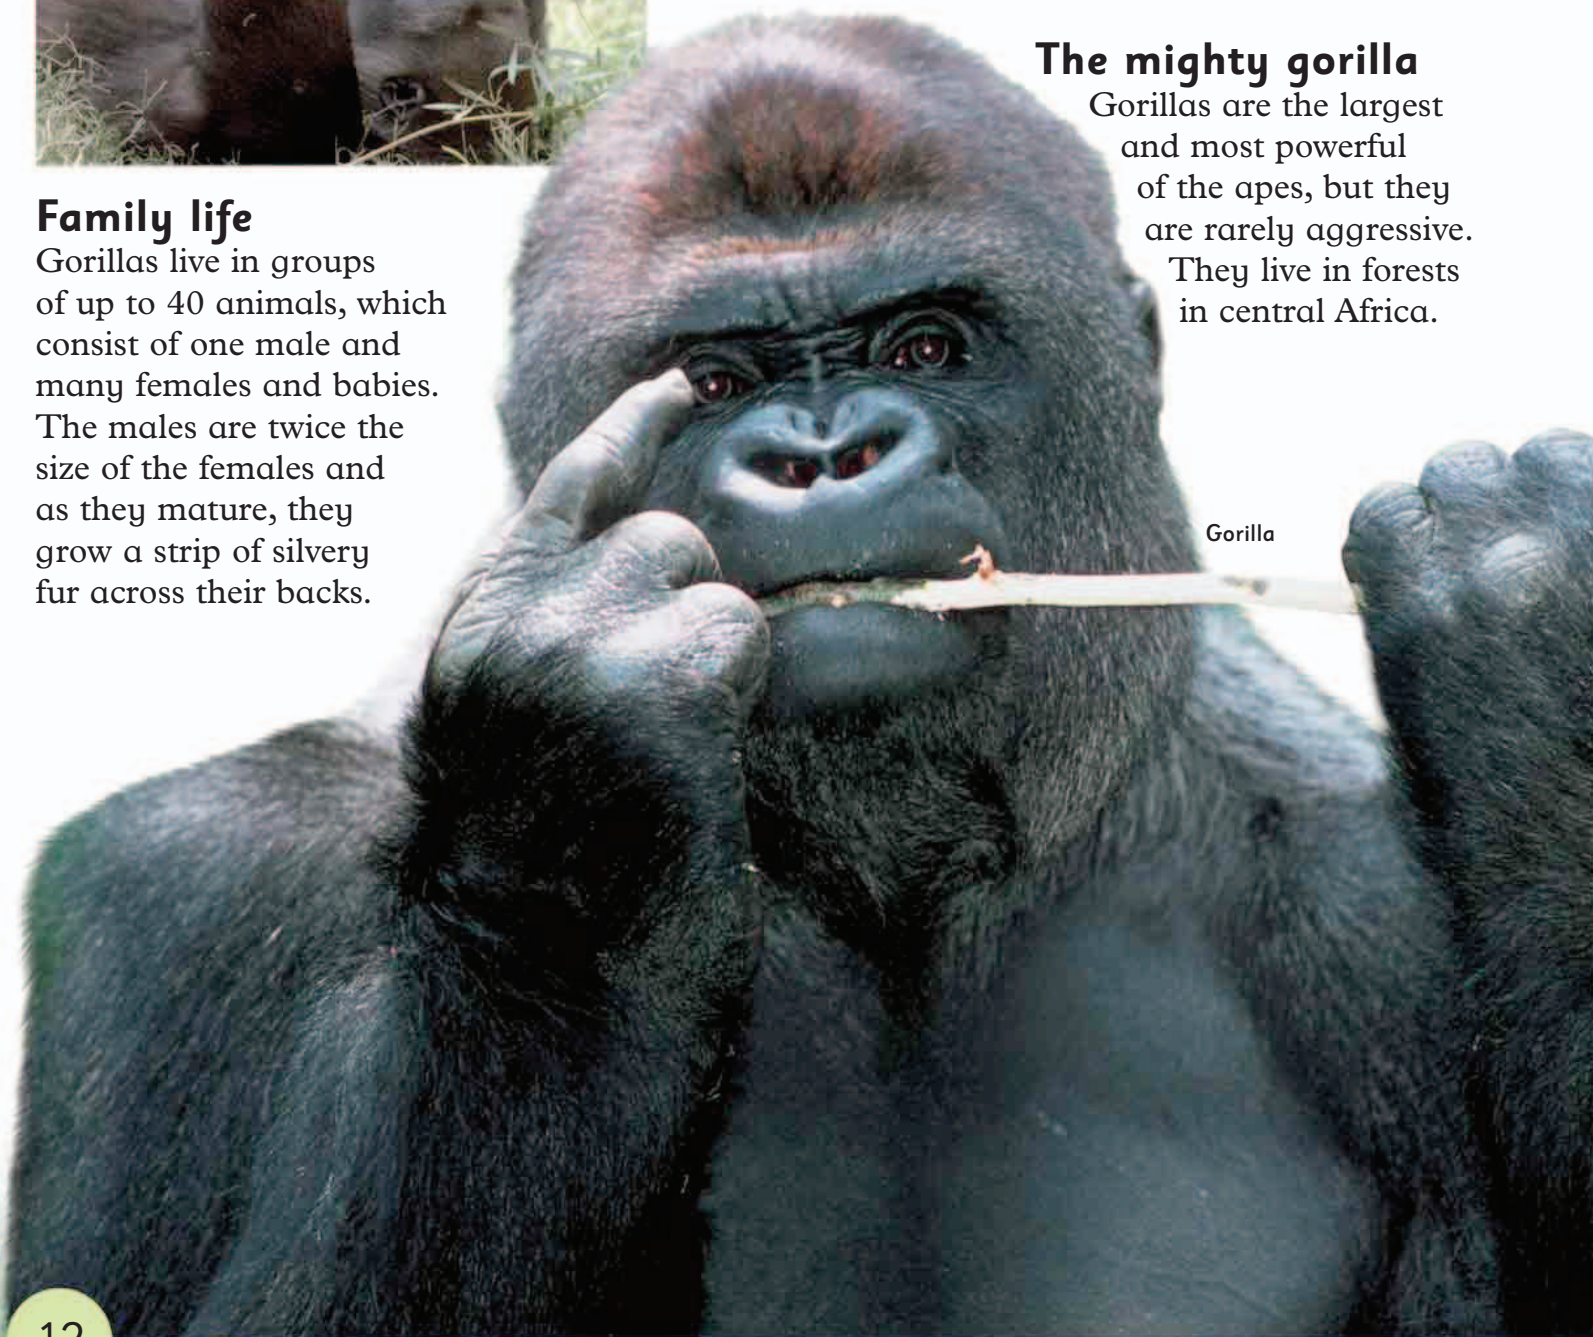 The mighty gorilla
Gorillas are the largest
and most powerful
of the apes, but they
are rarely aggressive.
They live in forests
in central Africa.
Family life
Gorillas live in groups
of up to 40 animals, which
consist of one male and
many females and babies.
The males are twice the
size of the females and
as they mature, they
grow a strip of silvery
fur across their backs.
Gorilla
12